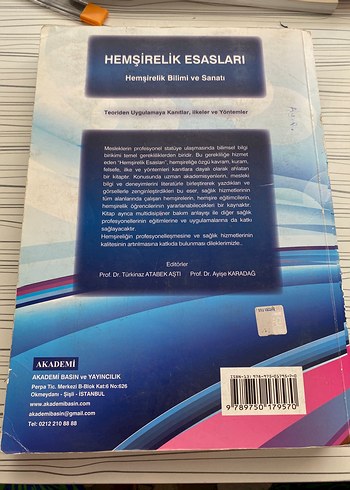 HEMŞİRELİK ESASLARI
Hemşirelik Bilimi ve Sanatı
Teoriden Uygulamaya Kanıtlar, İlkeler ve Yöntemler
Mesleklerin profesyonel statüye ulaşmasında bilimsel bilgi
birikimi temel gerekliliklerden biridir. Bu gerekliliğe hizmet
eden "Hemşirelik Esasları", hemşireliğe özgü kavram, kuram,
felsefe, ilke ve yöntemleri kanıtlara dayalı olarak anlatan
bir kitaptır. Konusunda uzman akademisyenlerin, mesleki
bilgi ve deneyimlerini literatürle birleştirerek yazdıkları ve
görsellerle zenginleştirdikleri bu eser, sağlık hizmetlerinin
tüm alanlarında çalışan hemşirelerin, hemşire eğitimcilerin,
hemşirelik öğrencilerinin yararlanabilecekleri bir kaynaktır.
Kitap ayrıca multidisipliner bakım anlayışı ile diğer sağlık
profesyonellerinin eğitimlerine ve uygulamalarına da katkı
sağlayacaktır.
Hemşireliğin profesyonelleşmesine ve sağlık hizmetlerinin
kalitesinin artırılmasına katkıda bulunması dileklerimizle..
Editörler
Prof. Dr. Türkinaz ATABEK AŞTI
Prof. Dr. Ayişe KARADAĞ
AKADEMİ
AKADEMİ BASIN ve YAYINCILIK
Perpa Tic. Merkezi B-Blok Kat:6 No:626
Okmeydanı - Şişli - İSTANBUL
www.akademibasin.com
akademibasin@gmail.com
Tel: 0212 210 88 88
9 789750 179570